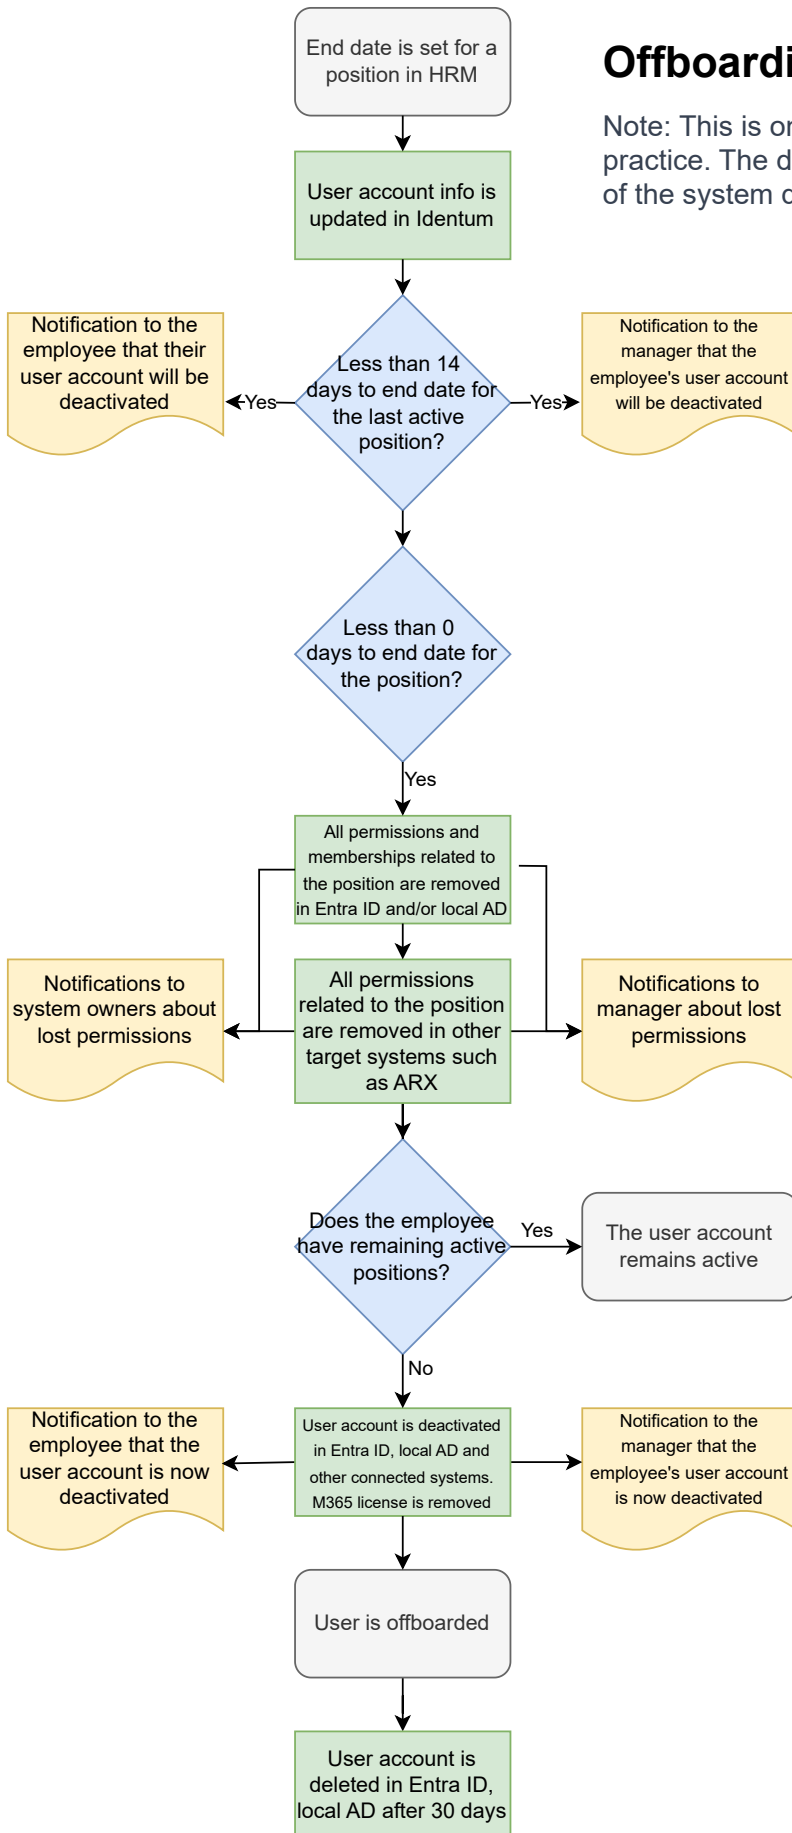 End date is set for a
position in HRM
Offboardi
Note: This is or
practice. The d
of the system d
User account info is
updated in Identum
Notification to the
employee that their
user account will be
deactivated
Yes
Less than 14
days to end date for
the last active
position?
Yes
Notification to the
manager that the
employee's user account
will be deactivated
Less than 0
days to end date for
the position?
Yes
All permissions and
memberships related to
the position are removed
in Entra ID and/or local AD
Notifications to
system owners about
lost permissions
All permissions
related to the position
are removed in other
target systems such
as ARX
Notifications to
manager about lost
permissions
Does the employee
have remaining active
positions?
Yes
The user account
remains active
No
Notification to the
employee that the
user account is now
deactivated
User account is deactivated
in Entra ID, local AD and
other connected systems.
M365 license is removed
Notification to the
manager that the
employee's user account
is now deactivated
User is offboarded
User account is
deleted in Entra ID,
local AD after 30 days